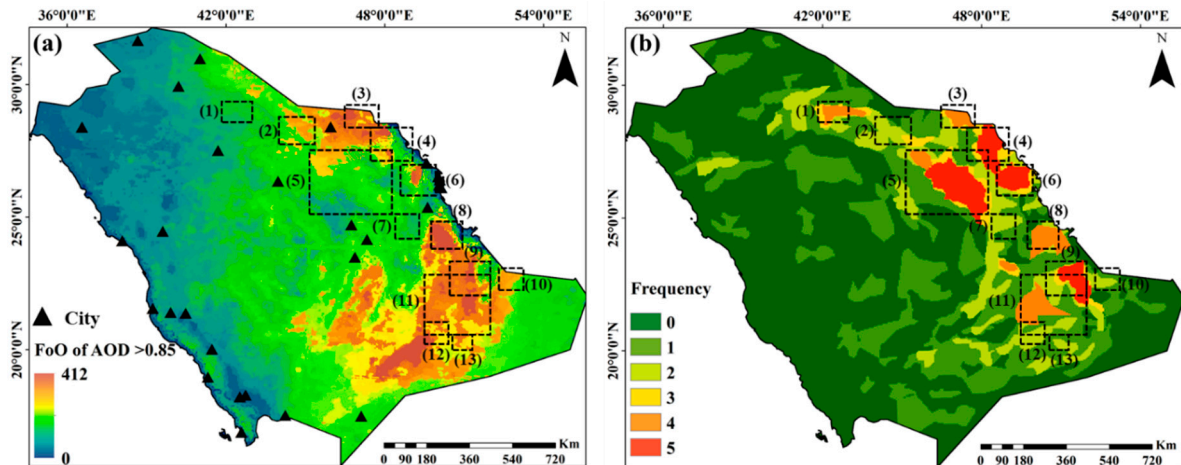 36°0'0"E 42°0'0"E 48°0'0"E 54°0'0"E
(a)
N
30°0'0"N
25°0'0"N
20°0'0"N
(1)
(2)
(3)
(4)
(5)
(6)
(7)
(8)
(9)
(10)
(11)
(12)
(13)
City
FoO of AOD >0.85
412
0
Km
0 90 180 360 540 720
36°0'0"E 42°0'0"E 48°0'0"E 54°0'0"E
(b)
N
30°0'0"N
25°0'0"N
20°0'0"N
(1)
(2)
(3)
(4)
(5)
(6)
(7)
(8)
(9)
(10)
(11)
(12)
(13)
Frequency
0
1
2
3
4
5
Km
0 90 180 360 540 720